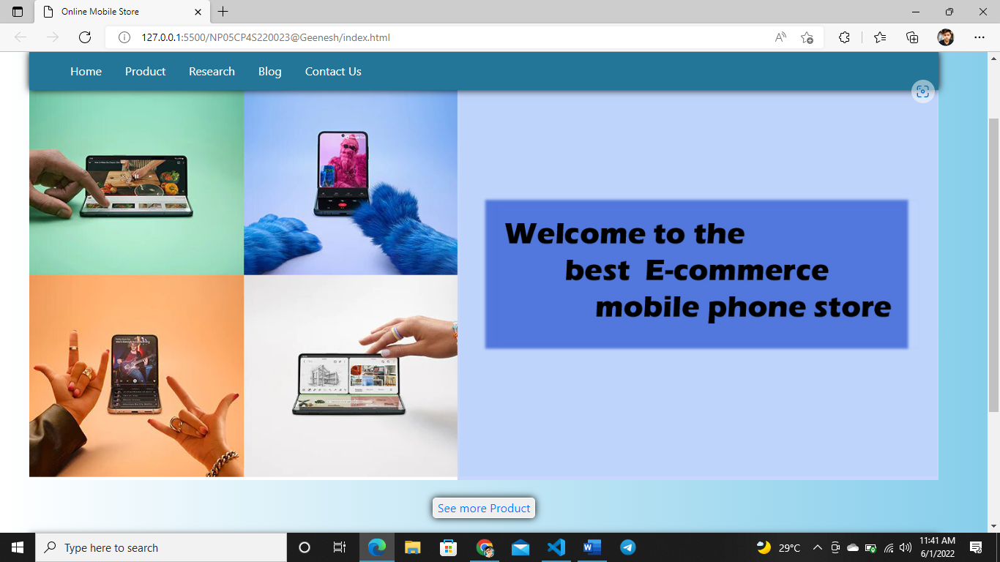 Online Mobile Store
127.0.0.1:5500/NP05CP4S220023@Geenesh/index.html
Home Product Research Blog Contact Us
Welcome to the
best E-commerce
mobile phone store
See more Product
Type here to search
29°C
11:41 AM
6/1/2022